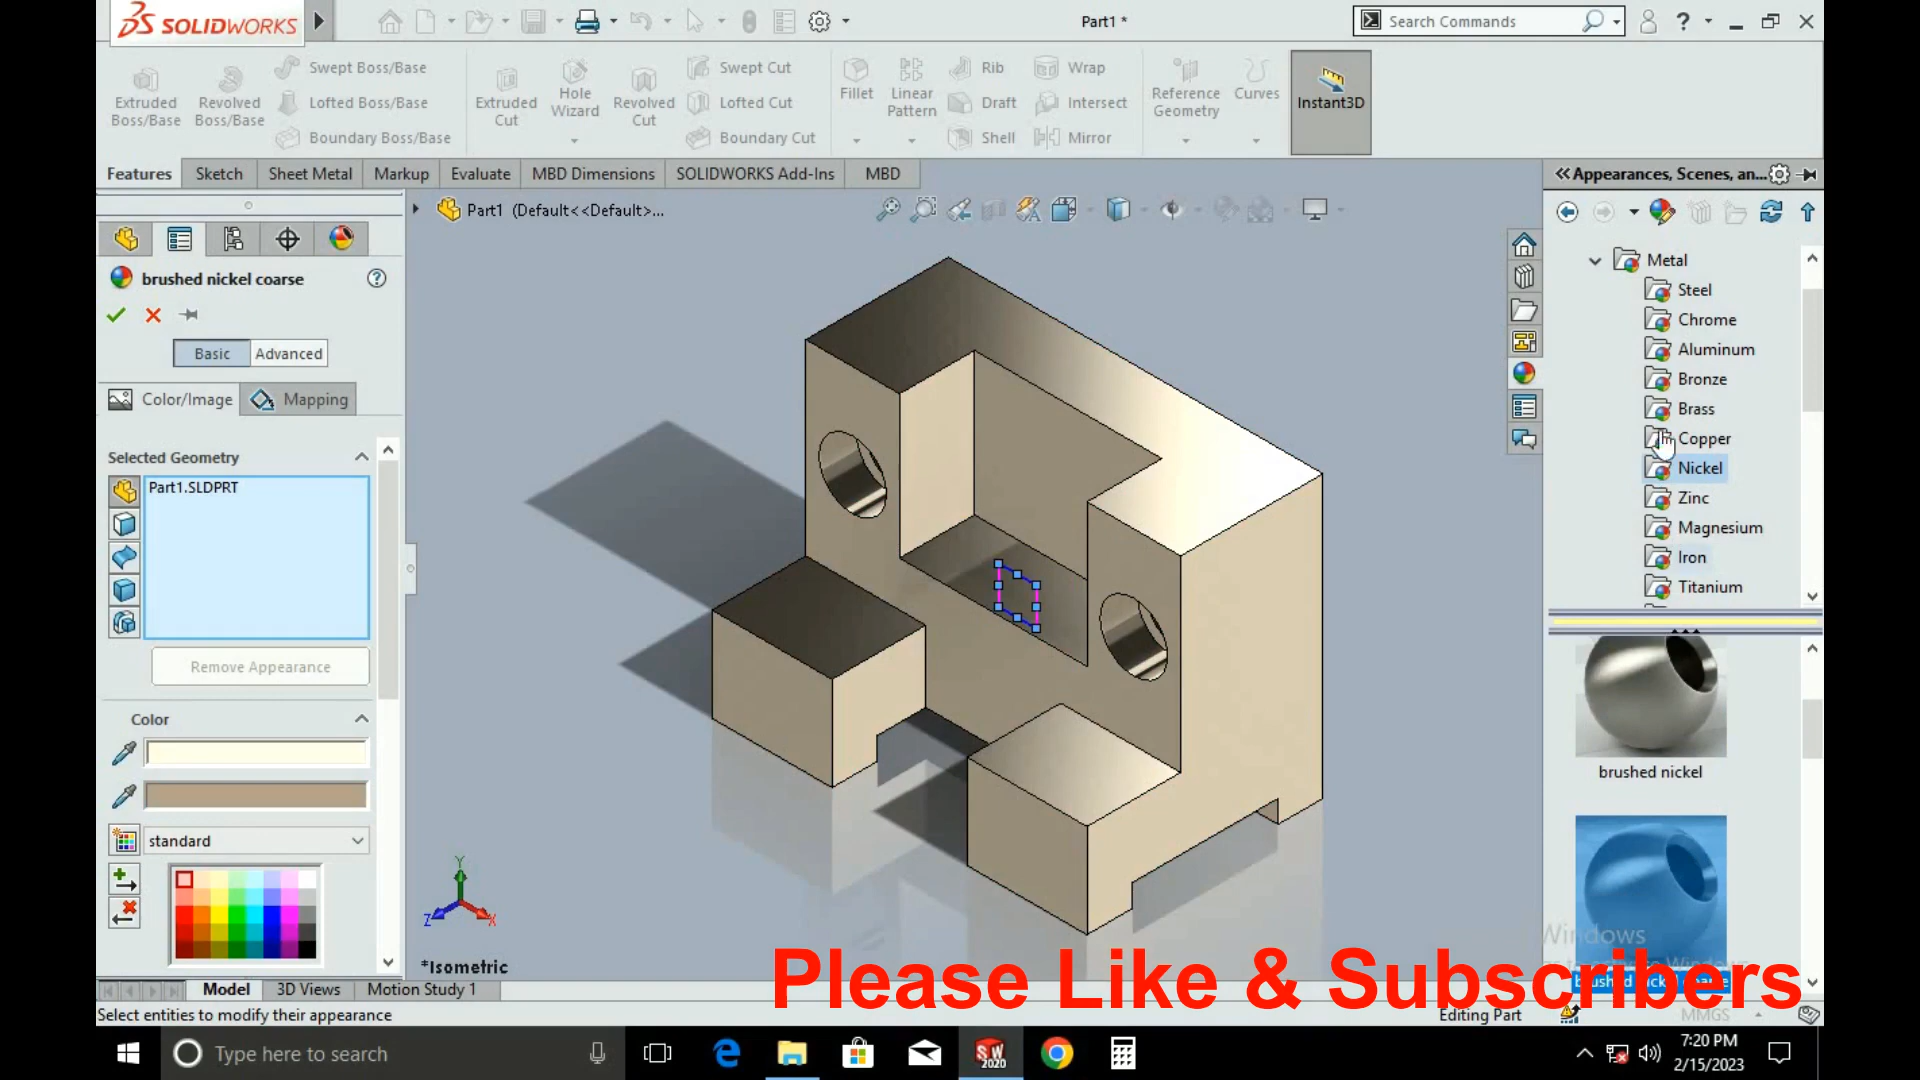 SOLIDWORKS
Part1 *
Search Commands
?
Extruded Boss/Base
Revolved Boss/Base
Swept Boss/Base
Lofted Boss/Base
Boundary Boss/Base
Extruded Cut
Hole Wizard
Revolved Cut
Swept Cut
Lofted Cut
Boundary Cut
Fillet
Linear Pattern
Rib
Draft
Shell
Wrap
Intersect
Mirror
Reference Geometry
Curves
Instant3D
Features
Sketch
Sheet Metal
Markup
Evaluate
MBD Dimensions
SOLIDWORKS Add-Ins
MBD
Part1 (Default<<Default>...
brushed nickel coarse
?
Basic
Advanced
Color/Image
Mapping
Selected Geometry
Part1.SLDPRT
Remove Appearance
Color
standard
Y
Z
X
*Isometric
Appearances, Scenes, an...
Metal
Steel
Chrome
Aluminum
Bronze
Brass
Copper
Nickel
Zinc
Magnesium
Iron
Titanium
brushed nickel
Windows
Please Like & Subscribers
Model
3D Views
Motion Study 1
Select entities to modify their appearance
Editing Part
MMGS
Type here to search
SW
2020
7:20 PM
2/15/2023